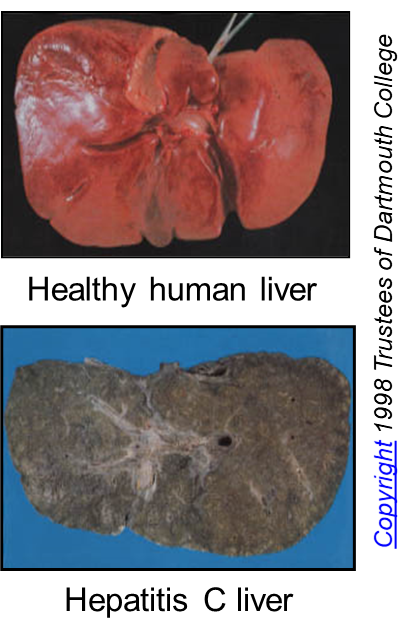 Healthy human liver
Hepatitis C liver
Copyright 1998 Trustees of Dartmouth College